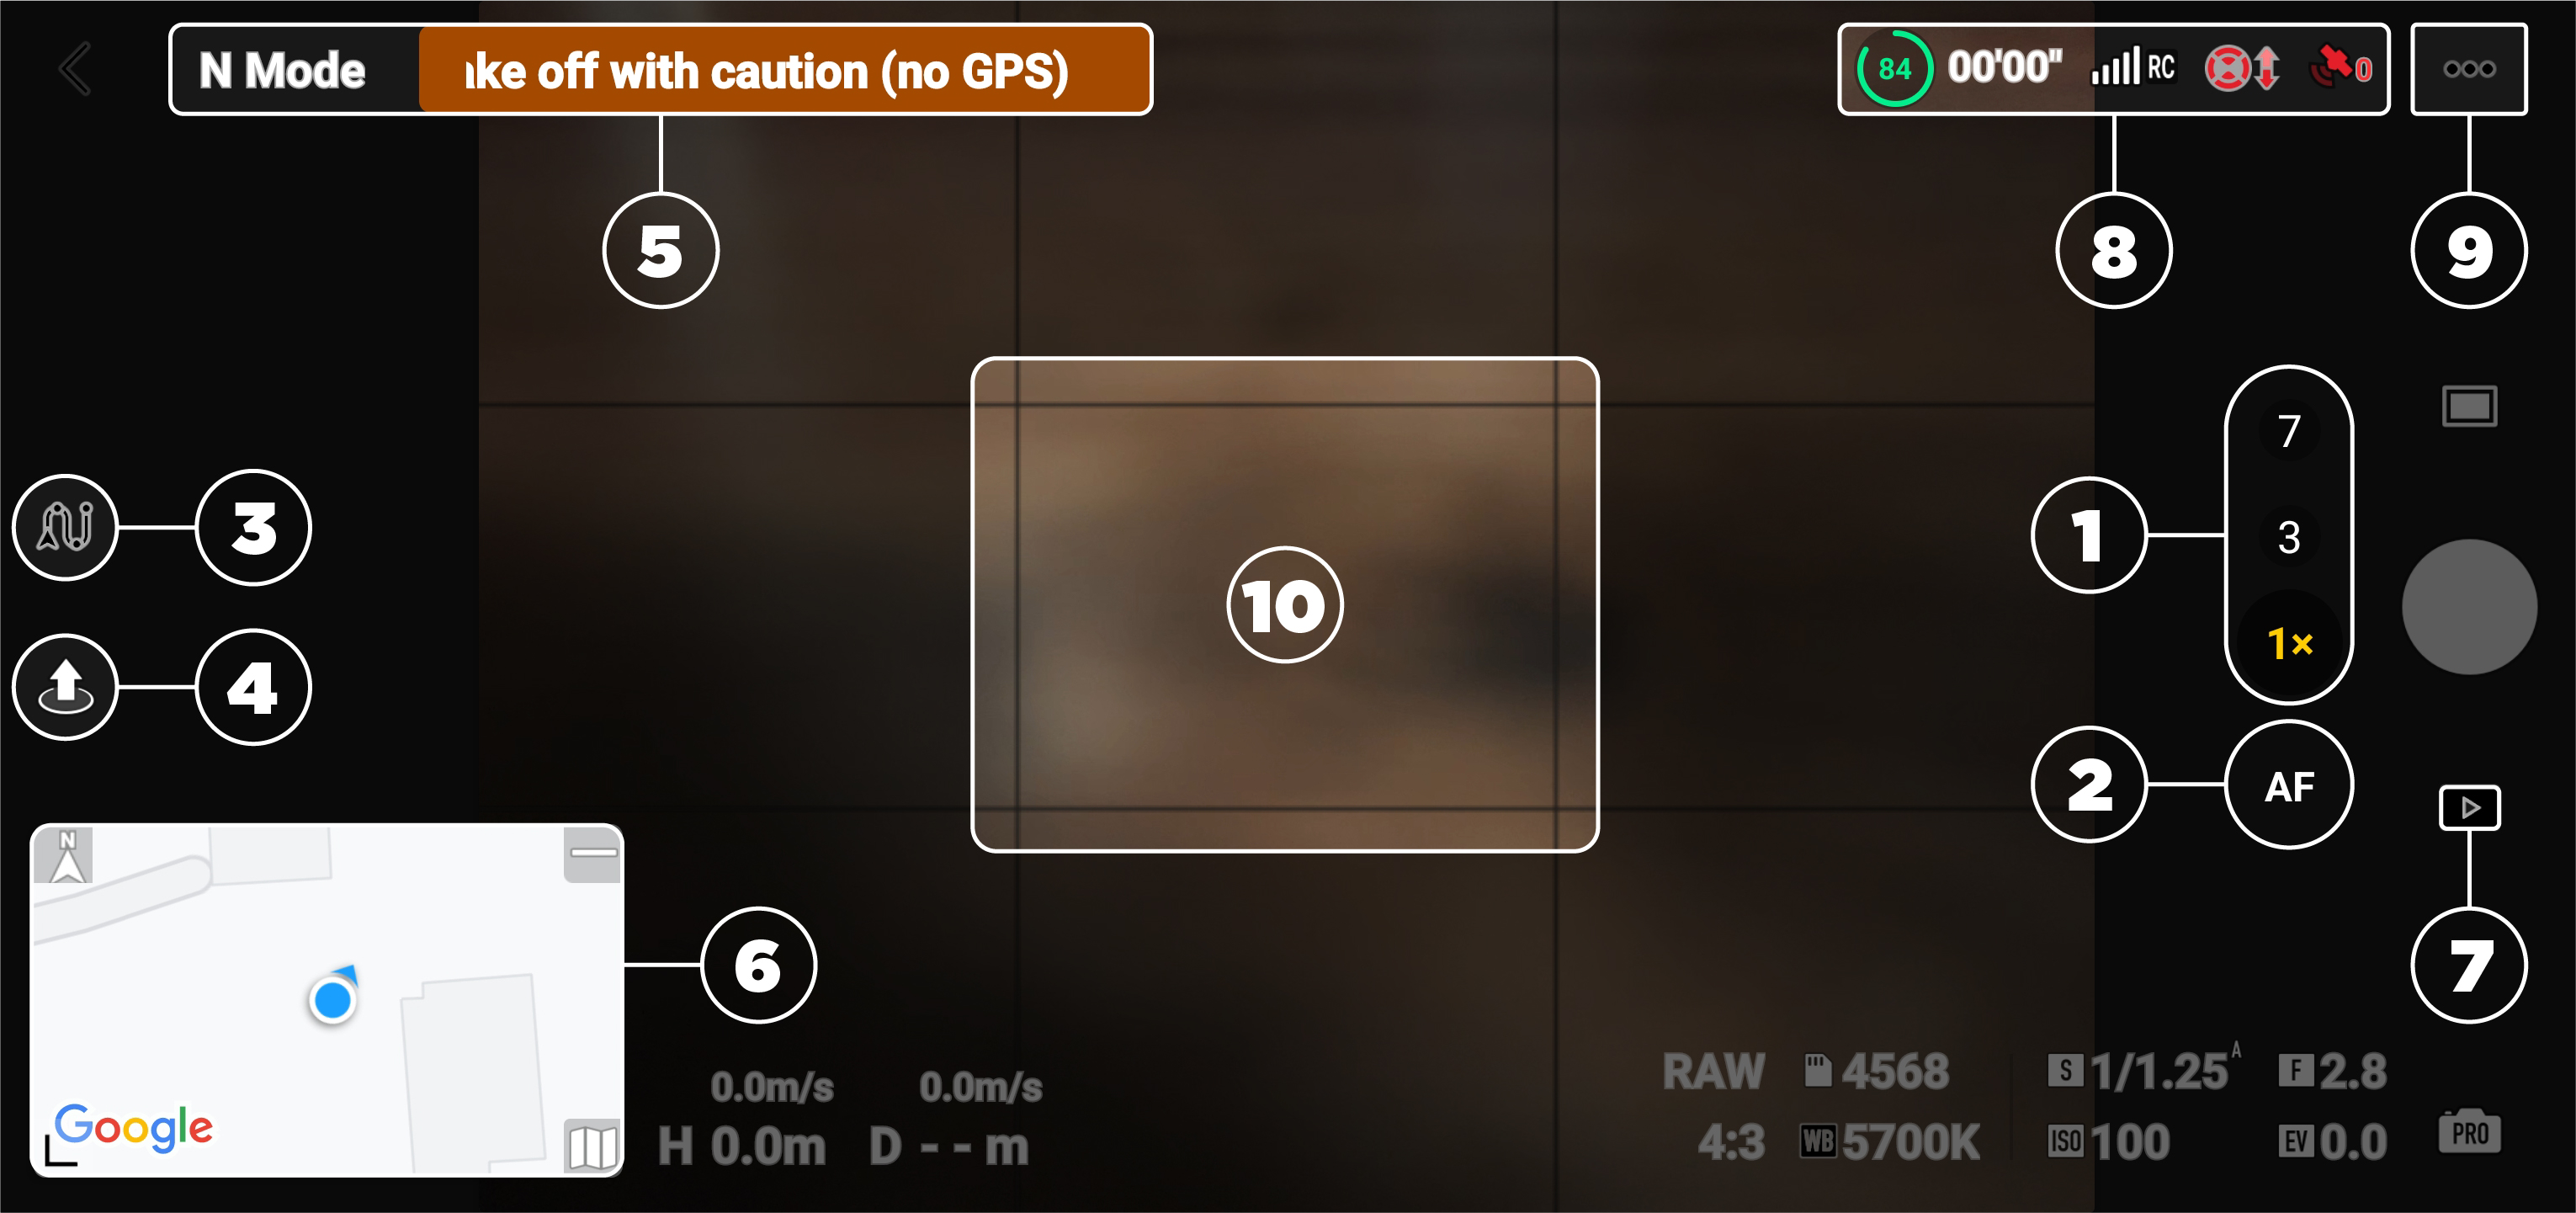 N Mode
ake off with caution (no GPS)
84
00'00"
RC
0
5
8
9
7
3
1×
1
3
4
10
2
AF
N
6
7
Google
0.0m/s
0.0m/s
H 0.0m
D - - m
RAW
4568
S 1/1.25 A
F 2.8
4:3
WB 5700K
ISO 100
EV 0.0
PRO